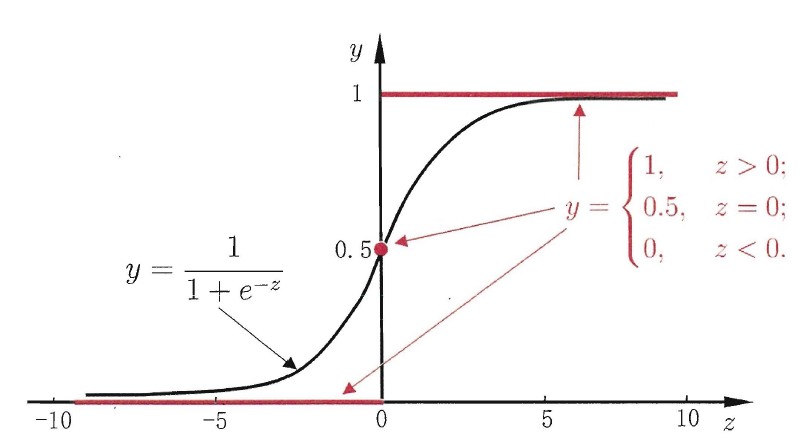 y
1
0.5
y = 1 / (1 + e^{-z})
y = { 1, z > 0;
0.5, z = 0;
0, z < 0.
-10 -5 0 5 10 z